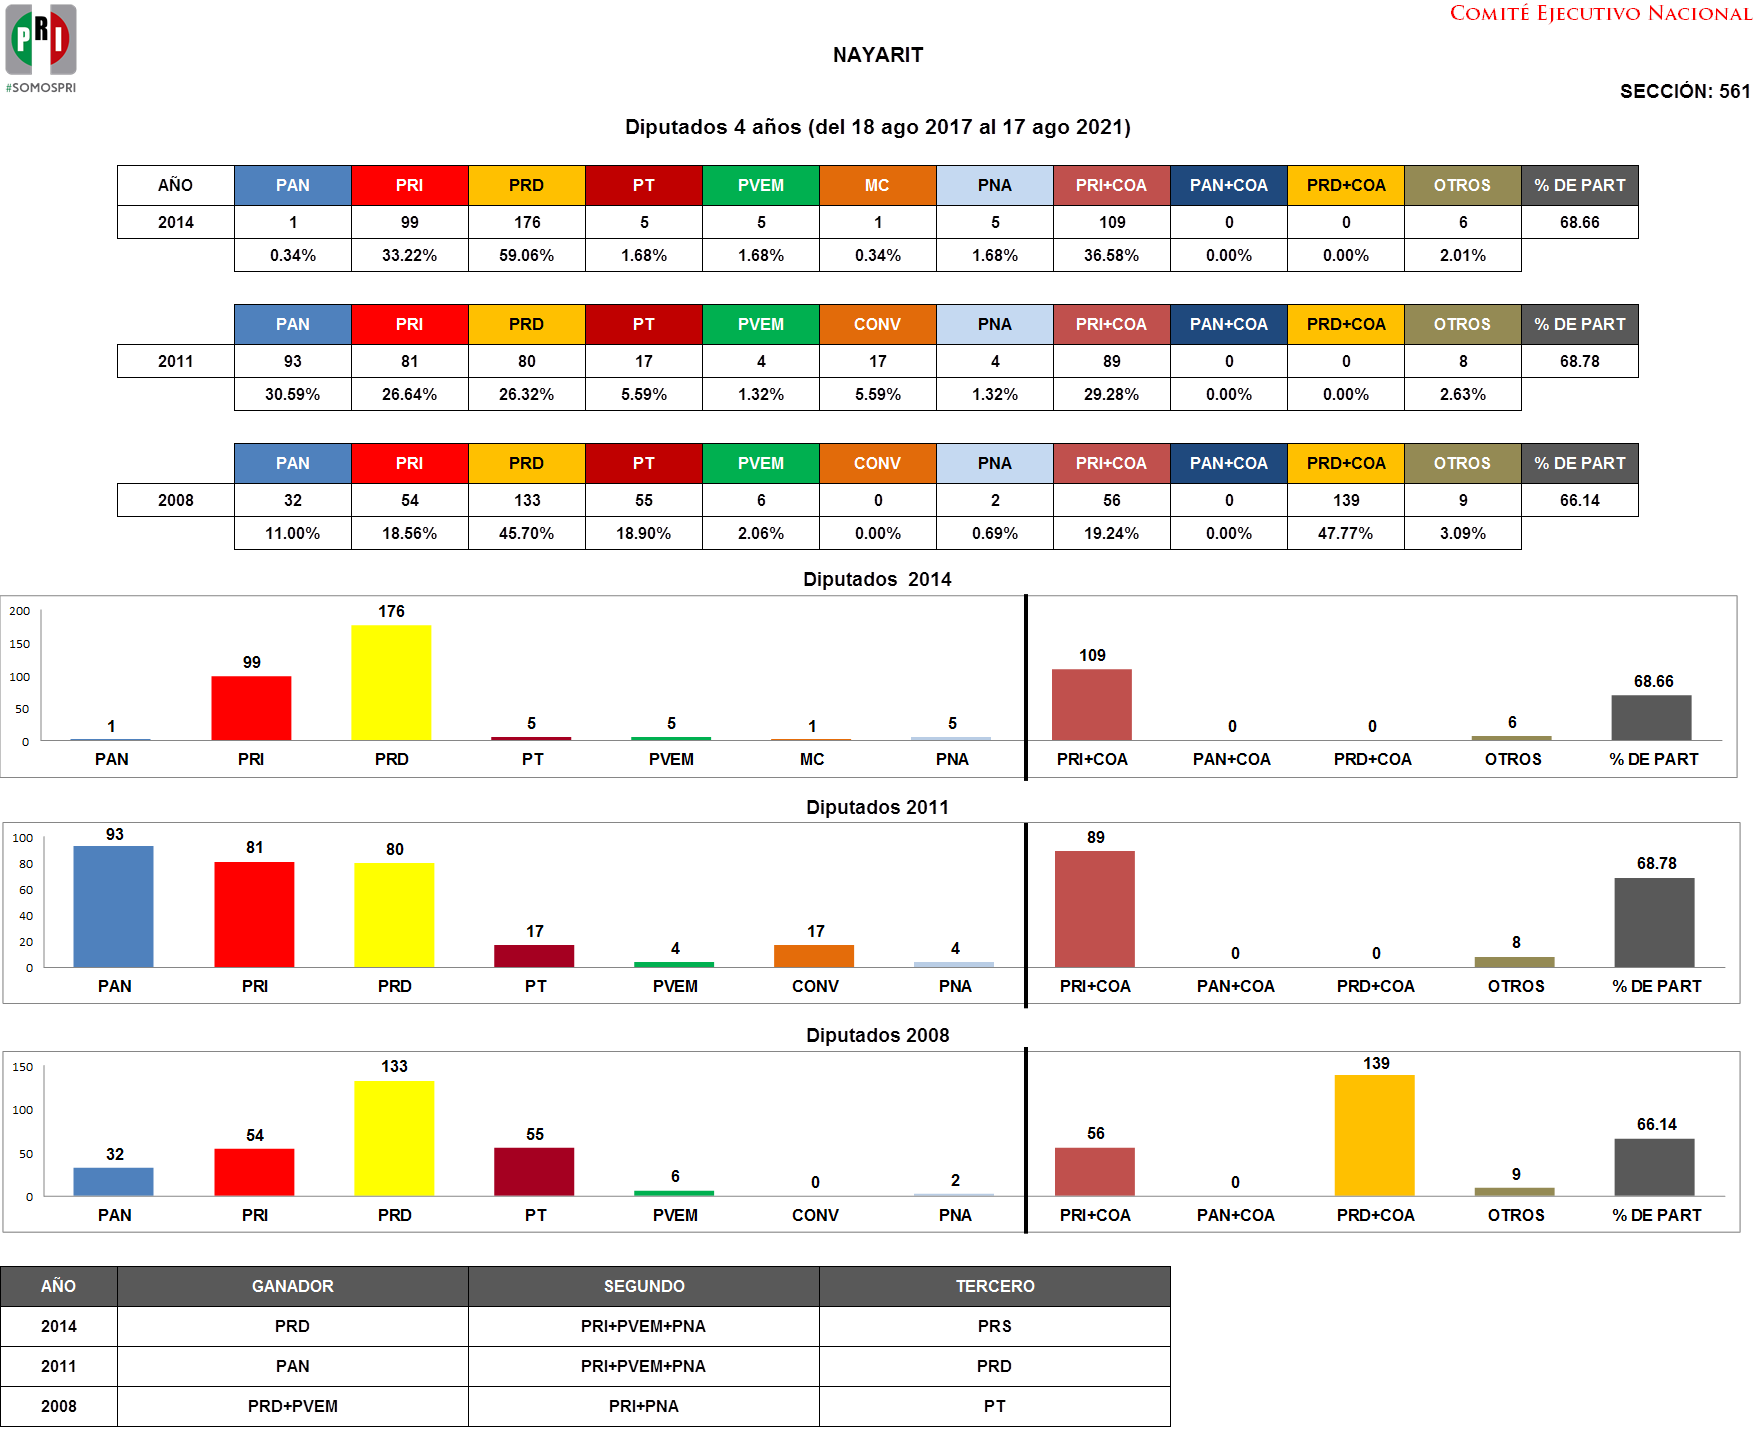 PRI
#SOMOSPRI
COMITÉ EJECUTIVO NACIONAL
NAYARIT
SECCIÓN: 561
Diputados 4 años (del 18 ago 2017 al 17 ago 2021)
AÑO PAN PRI PRD PT PVEM MC PNA PRI+COA PAN+COA PRD+COA OTROS % DE PART
2014 1 99 176 5 5 1 5 109 0 0 6 68.66
0.34% 33.22% 59.06% 1.68% 1.68% 0.34% 1.68% 36.58% 0.00% 0.00% 2.01%
PAN PRI PRD PT PVEM CONV PNA PRI+COA PAN+COA PRD+COA OTROS % DE PART
2011 93 81 80 17 4 17 4 89 0 0 8 68.78
30.59% 26.64% 26.32% 5.59% 1.32% 5.59% 1.32% 29.28% 0.00% 0.00% 2.63%
PAN PRI PRD PT PVEM CONV PNA PRI+COA PAN+COA PRD+COA OTROS % DE PART
2008 32 54 133 55 6 0 2 56 0 139 9 66.14
11.00% 18.56% 45.70% 18.90% 2.06% 0.00% 0.69% 19.24% 0.00% 47.77% 3.09%
Diputados 2014
200
150
100
50
0
1 99 176 5 5 1 5 109 0 0 6 68.66
PAN PRI PRD PT PVEM MC PNA PRI+COA PAN+COA PRD+COA OTROS % DE PART
Diputados 2011
100
80
60
40
20
0
93 81 80 17 4 17 4 89 0 0 8 68.78
PAN PRI PRD PT PVEM CONV PNA PRI+COA PAN+COA PRD+COA OTROS % DE PART
Diputados 2008
150
100
50
0
32 54 133 55 6 0 2 56 0 139 9 66.14
PAN PRI PRD PT PVEM CONV PNA PRI+COA PAN+COA PRD+COA OTROS % DE PART
AÑO GANADOR SEGUNDO TERCERO
2014 PRD PRI+PVEM+PNA PRS
2011 PAN PRI+PVEM+PNA PRD
2008 PRD+PVEM PRI+PNA PT